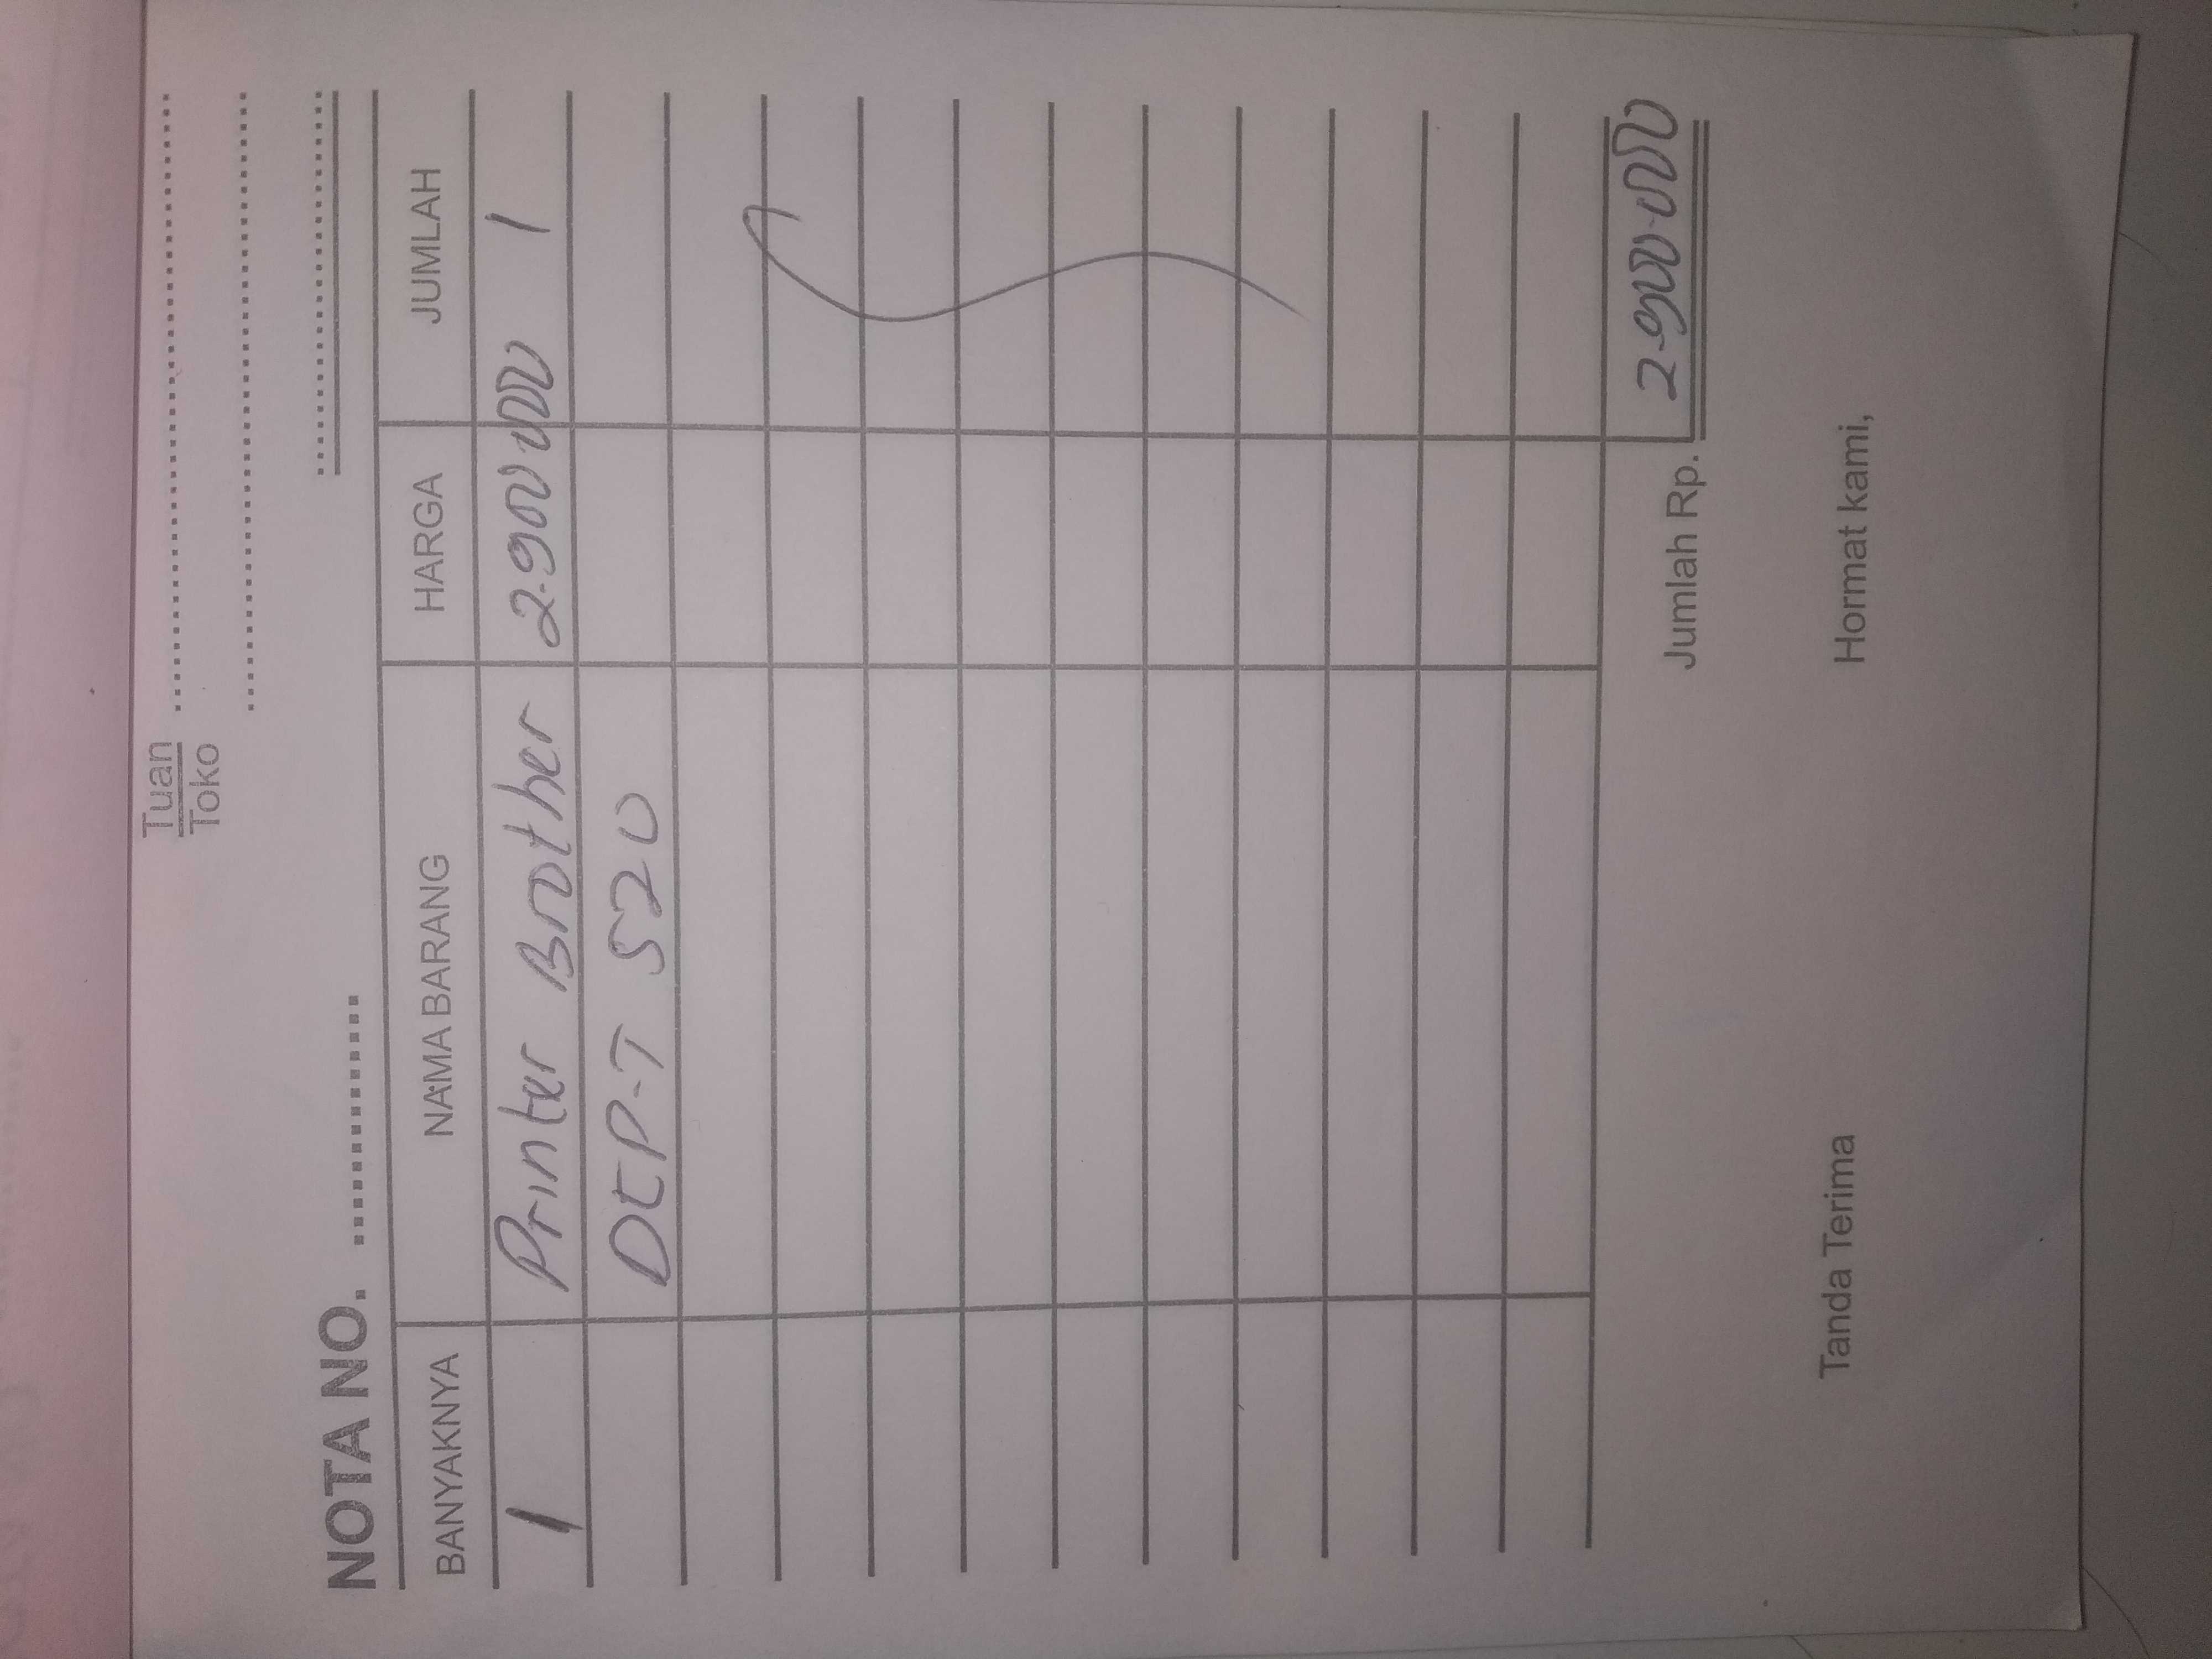 Tuan
Toko
NOTA NO.
BANYAKNYA NAMA BARANG HARGA JUMLAH
1 Printer Brother 2.900.000 1
DCP-T 520
Jumlah Rp. 2.900.000
Tanda Terima Hormat kami,